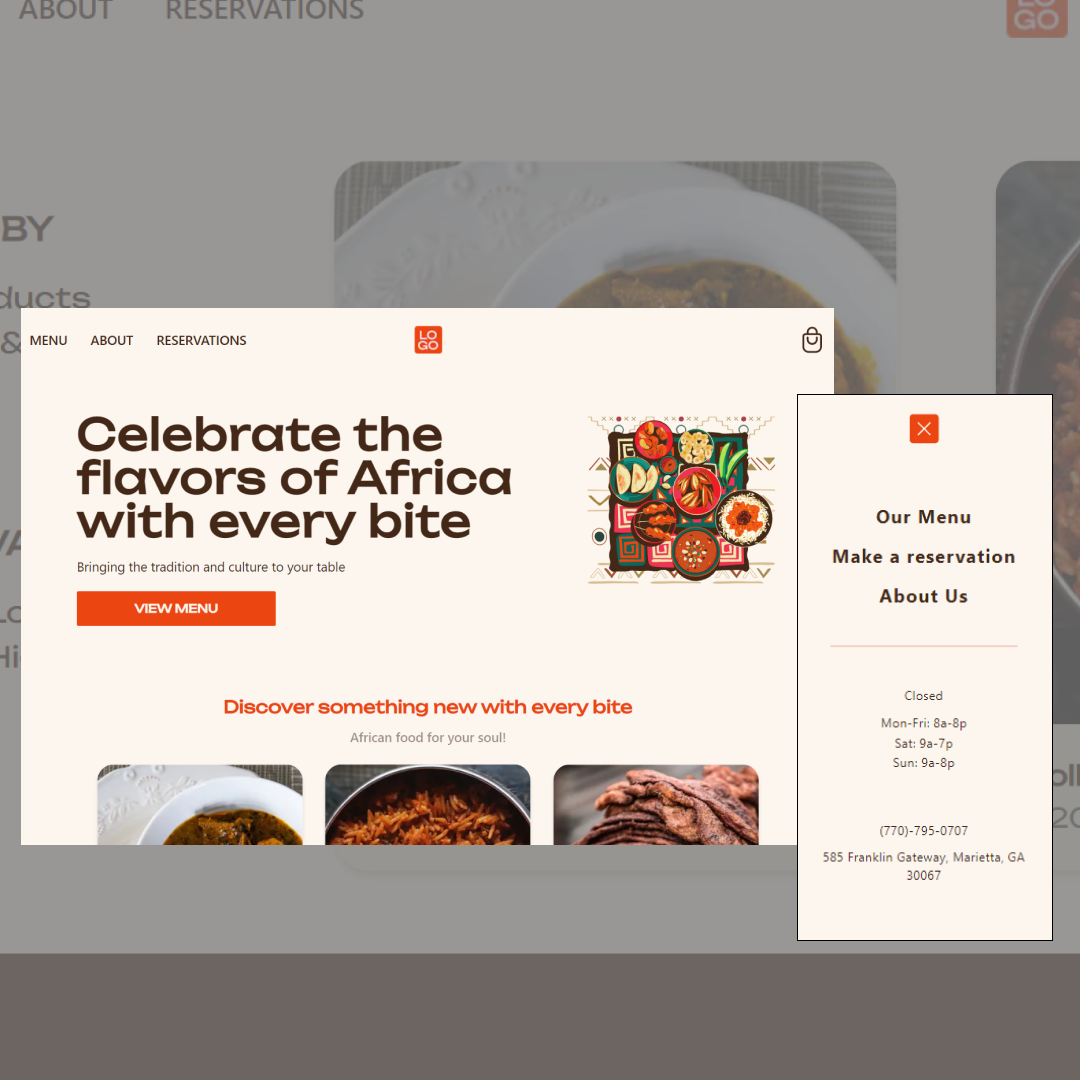 ABOUT RESERVATIONS
LO
GO
BY
ducts
&
MENU ABOUT RESERVATIONS
LO
GO
Celebrate the
flavors of Africa
with every bite
Bringing the tradition and culture to your table
VIEW MENU
Discover something new with every bite
African food for your soul!
Our Menu
Make a reservation
About Us
Closed
Mon-Fri: 8a-8p
Sat: 9a-7p
Sun: 9a-8p
(770)-795-0707
585 Franklin Gateway, Marietta, GA
30067